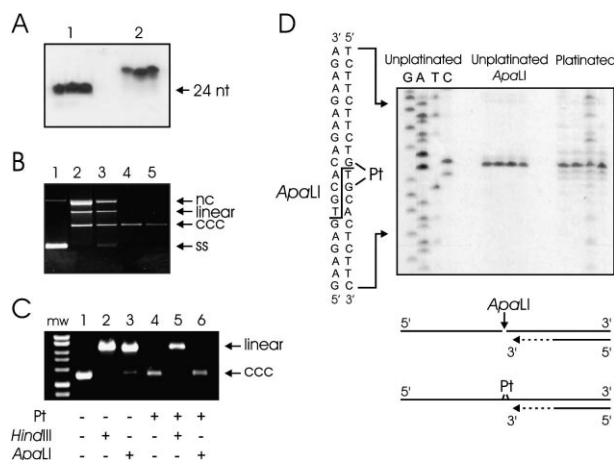 A
1 2
24 nt
B
1 2 3 4 5
nc
linear
ccc
ss
C
mw 1 2 3 4 5 6
linear
ccc
Pt - - - + + +
HindIII - + - - + -
ApaLI - - + - - +
D
3' 5'
AGAAGAAGACACGTGAGAAG
TCTTCTTCTGTGCACTCTTC
5' 3'
ApaLI
Pt
Unplatinated
G A T C
Unplatinated
ApaLI
Platinated
ApaLI
5' 3'
3' 5'
Pt
5' 3'
3' 5'